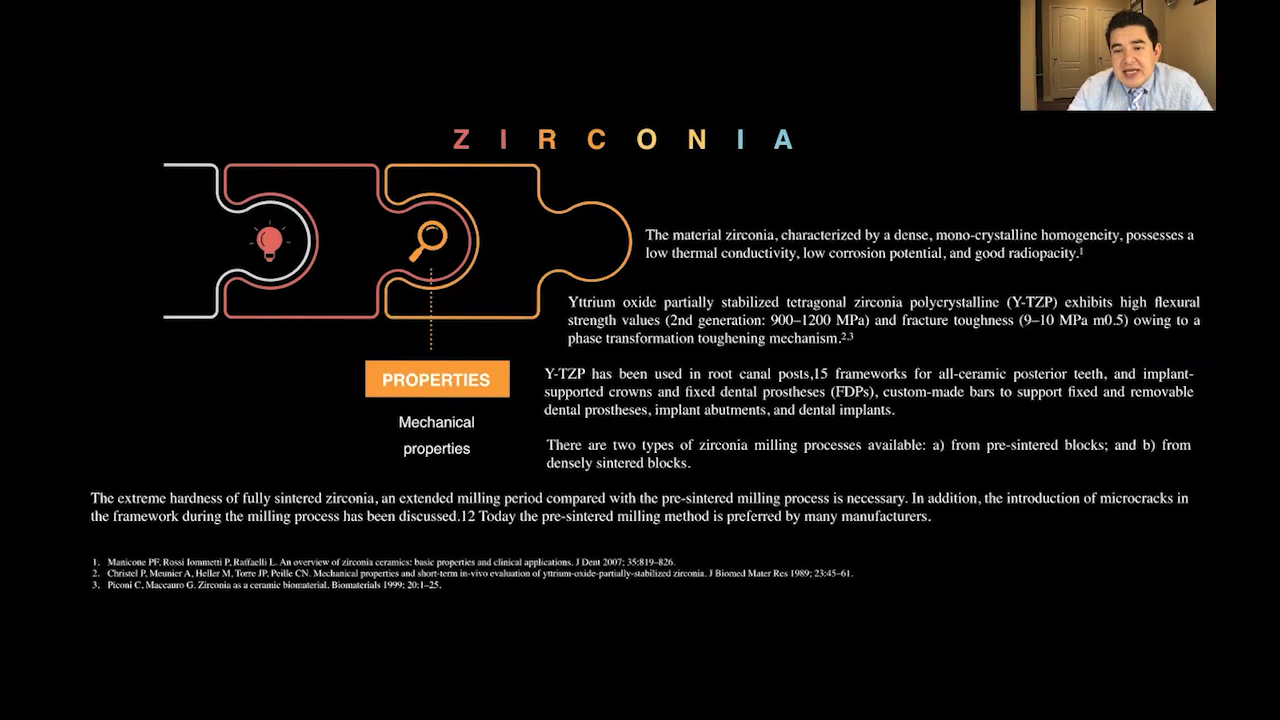 Z I R C O N I A
The material zirconia, characterized by a dense, mono-crystalline homogeneity, possesses a
low thermal conductivity, low corrosion potential, and good radiopacity.1
Yttrium oxide partially stabilized tetragonal zirconia polycrystalline (Y-TZP) exhibits high flexural
strength values (2nd generation: 900–1200 MPa) and fracture toughness (9–10 MPa m0.5) owing to a
phase transformation toughening mechanism.2,3
PROPERTIES
Mechanical
properties
Y-TZP has been used in root canal posts,15 frameworks for all-ceramic posterior teeth, and implant-
supported crowns and fixed dental prostheses (FDPs), custom-made bars to support fixed and removable
dental prostheses, implant abutments, and dental implants.
There are two types of zirconia milling processes available: a) from pre-sintered blocks; and b) from
densely sintered blocks.
The extreme hardness of fully sintered zirconia, an extended milling period compared with the pre-sintered milling process is necessary. In addition, the introduction of microcracks in
the framework during the milling process has been discussed.12 Today the pre-sintered milling method is preferred by many manufacturers.
1. Manicone PF, Rossi Iommetti P, Raffaelli L. An overview of zirconia ceramics: basic properties and clinical applications. J Dent 2007; 35:819–826.
2. Christel P, Meunier A, Heller M, Torre JP, Peille CN. Mechanical properties and short-term in-vivo evaluation of yttrium-oxide-partially-stabilized zirconia. J Biomed Mater Res 1989; 23:45–61.
3. Piconi C, Maccauro G. Zirconia as a ceramic biomaterial. Biomaterials 1999; 20:1–25.